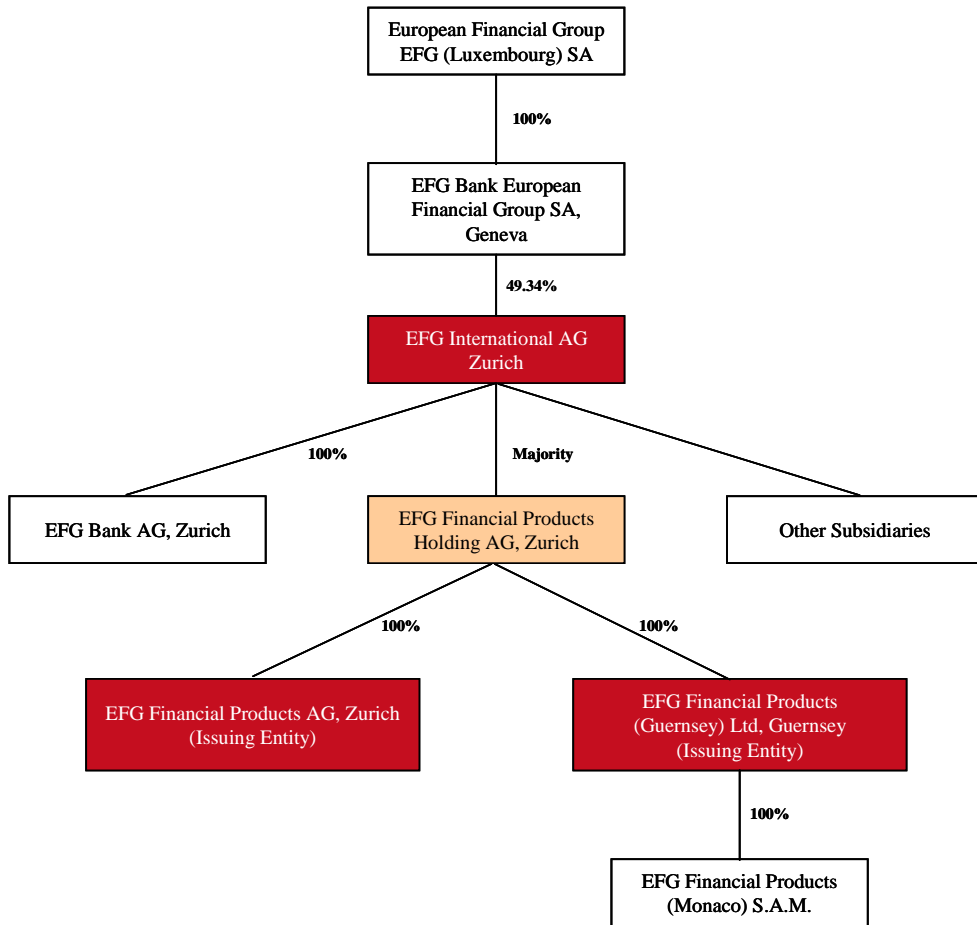 European Financial Group
EFG (Luxembourg) SA
100%
EFG Bank European
Financial Group SA,
Geneva
49.34%
EFG International AG
Zurich
100%
Majority
EFG Bank AG, Zurich
EFG Financial Products
Holding AG, Zurich
Other Subsidiaries
100%
100%
EFG Financial Products AG, Zurich
(Issuing Entity)
EFG Financial Products
(Guernsey) Ltd, Guernsey
(Issuing Entity)
100%
EFG Financial Products
(Monaco) S.A.M.